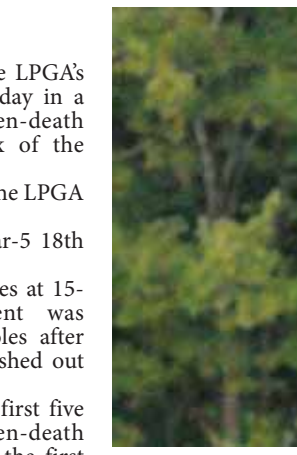 e LPGA's
day in a
en-death
x of the
he LPGA
ar-5 18th
es at 15-
ent was
les after
shed out
first five
en-death
the first